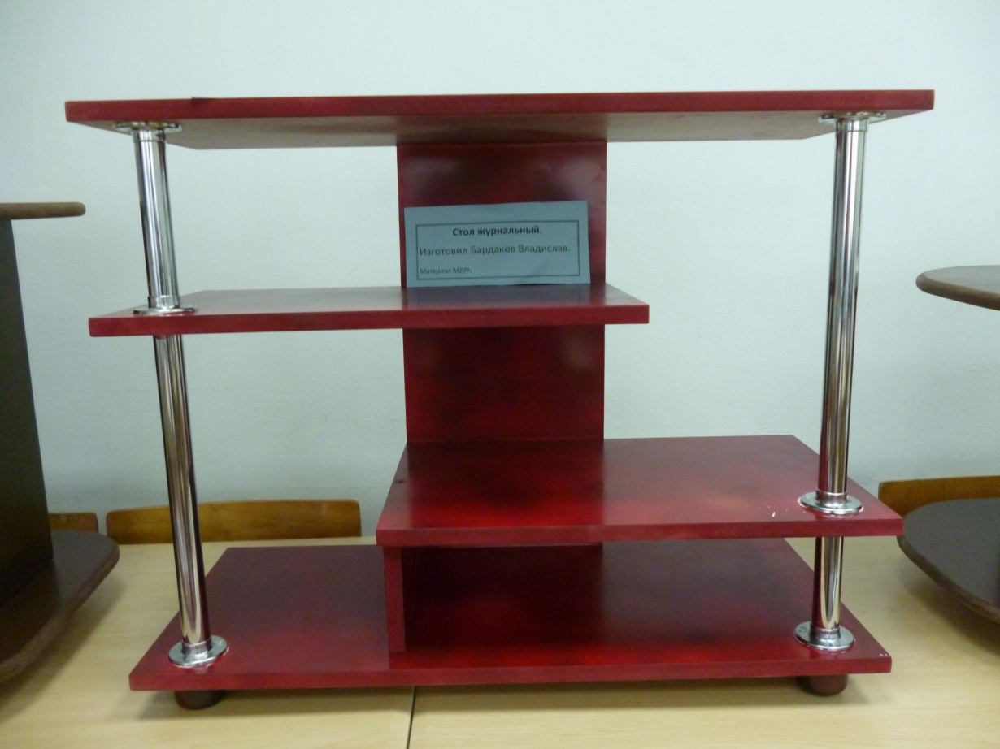 Стол журнальный.
Изготовил Бардаков Владислав.
Материал МДФ.